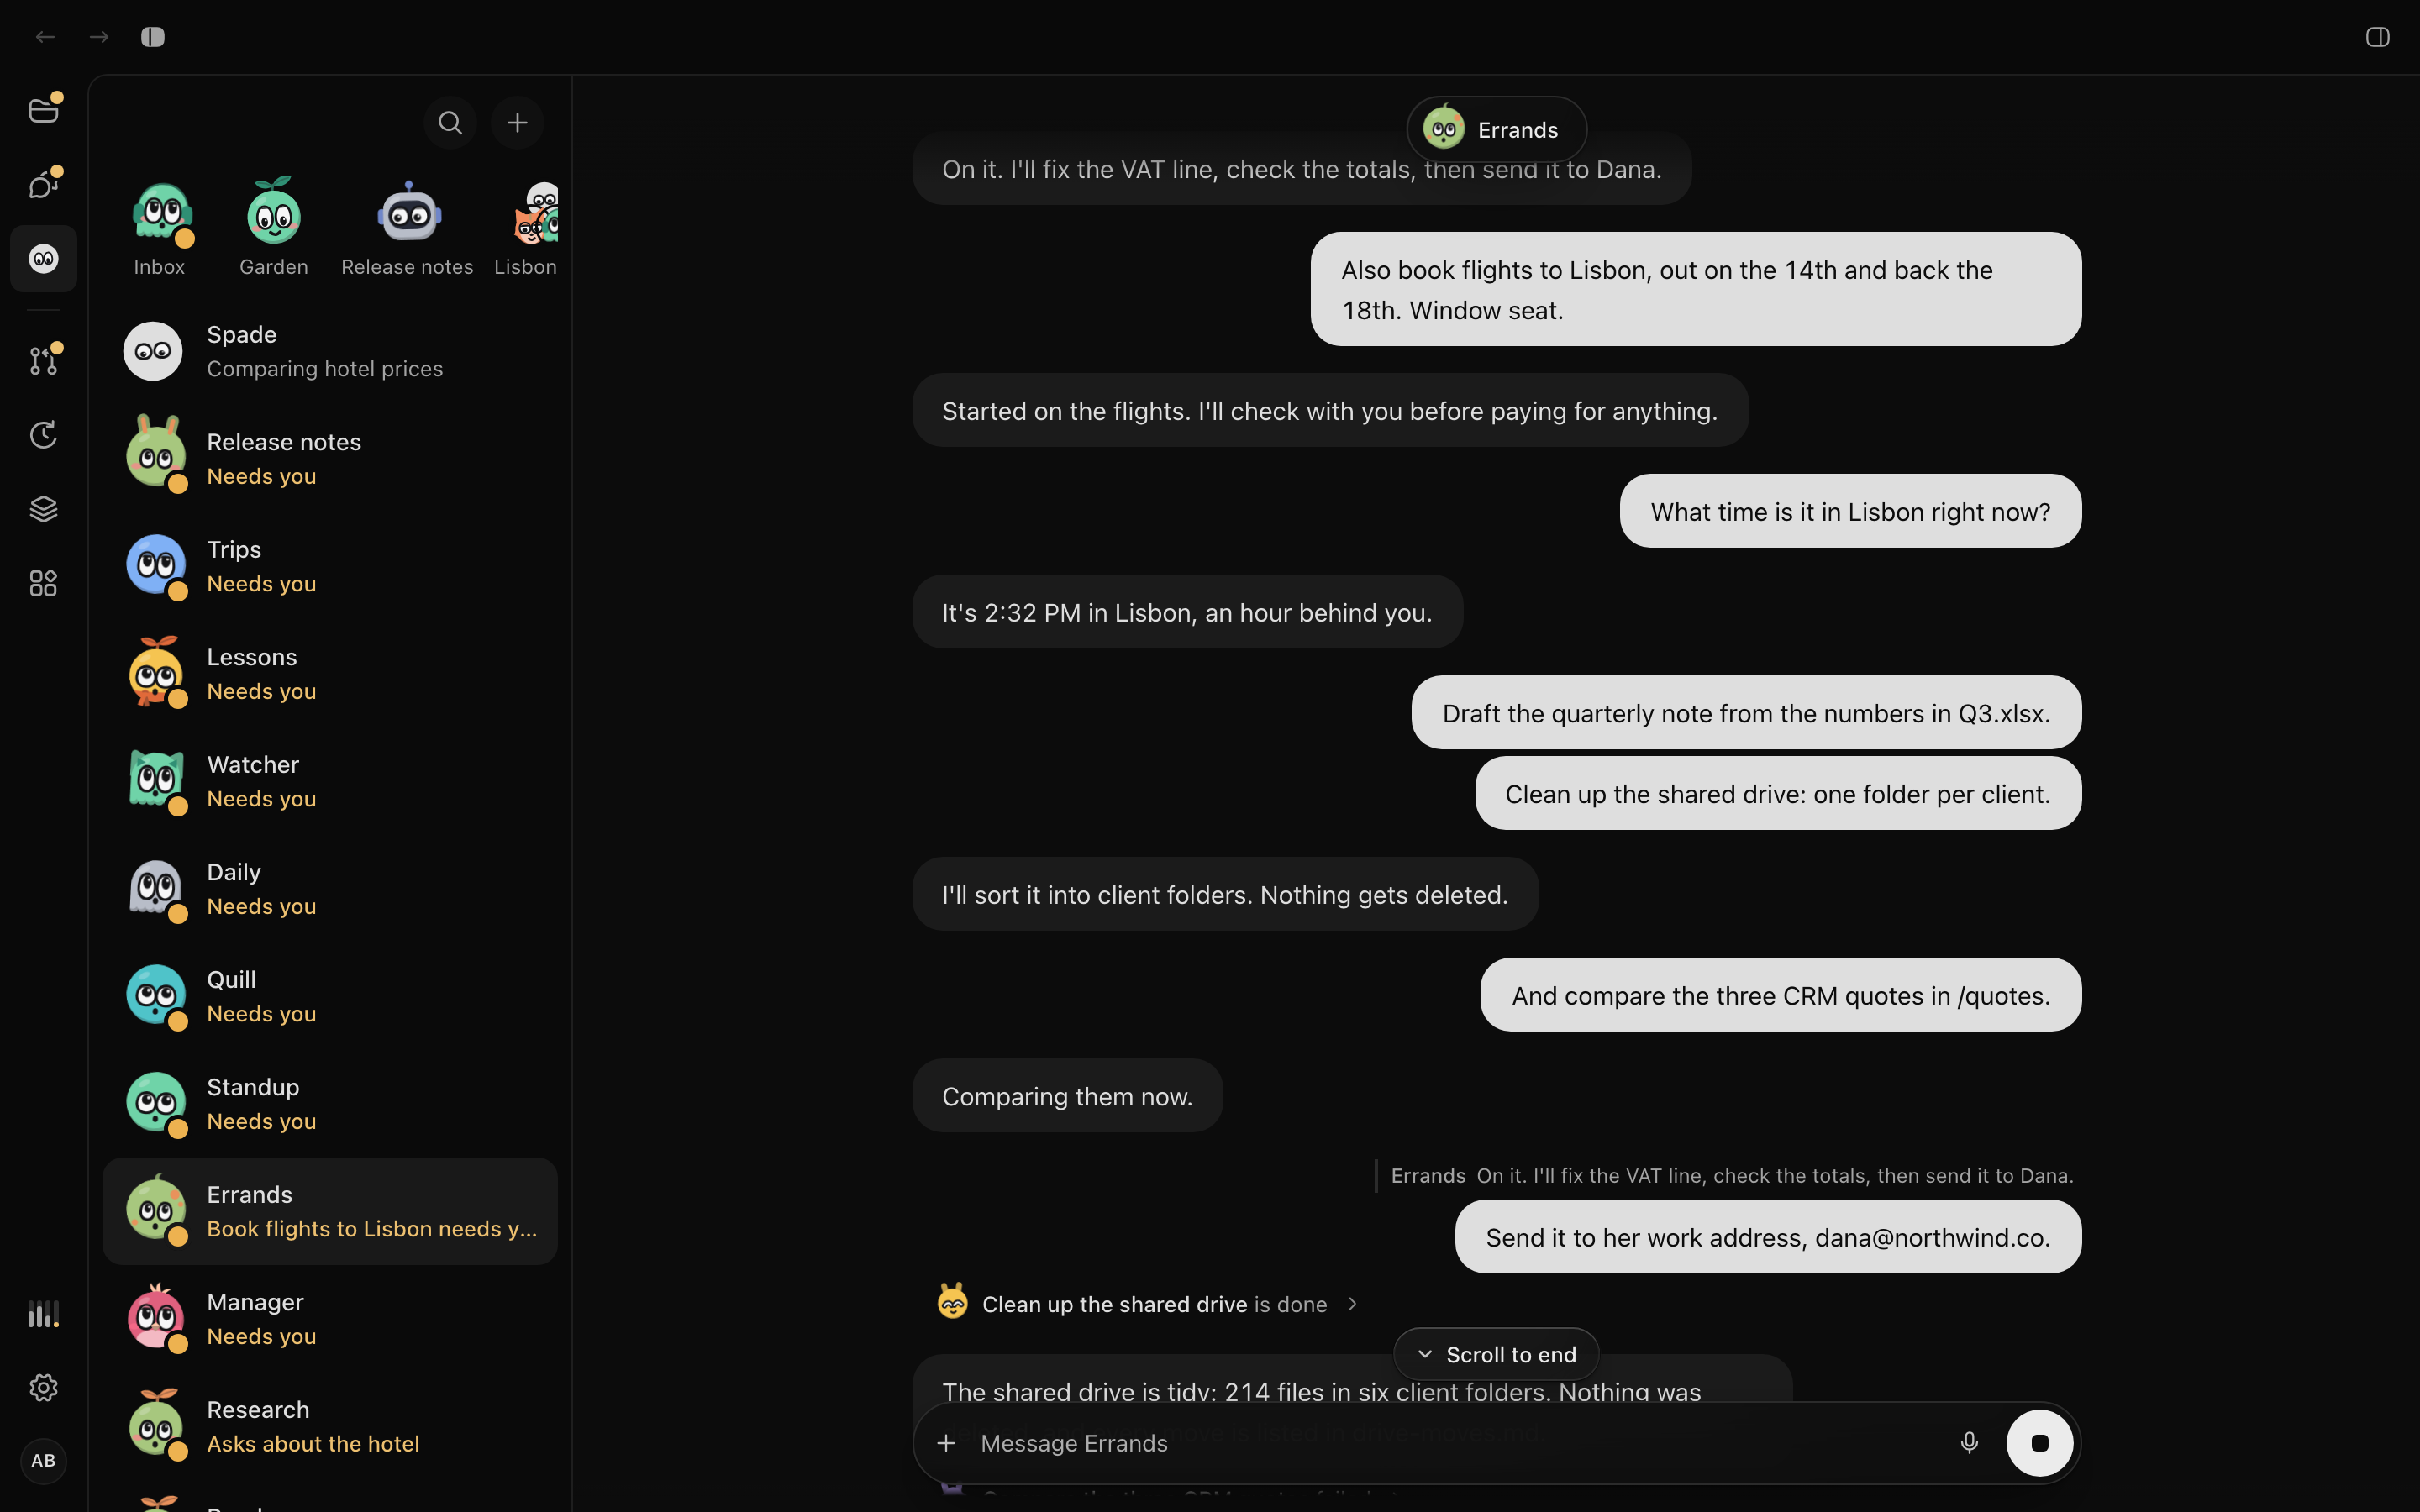 Inbox
Garden
Release notes
Lisbon
Spade
Comparing hotel prices
Release notes
Needs you
Trips
Needs you
Lessons
Needs you
Watcher
Needs you
Daily
Needs you
Quill
Needs you
Standup
Needs you
Errands
Book flights to Lisbon needs y...
Manager
Needs you
Research
Asks about the hotel
AB
Errands
On it. I'll fix the VAT line, check the totals, then send it to Dana.
Also book flights to Lisbon, out on the 14th and back the
18th. Window seat.
Started on the flights. I'll check with you before paying for anything.
What time is it in Lisbon right now?
It's 2:32 PM in Lisbon, an hour behind you.
Draft the quarterly note from the numbers in Q3.xlsx.
Clean up the shared drive: one folder per client.
I'll sort it into client folders. Nothing gets deleted.
And compare the three CRM quotes in /quotes.
Comparing them now.
Errands On it. I'll fix the VAT line, check the totals, then send it to Dana.
Send it to her work address, dana@northwind.co.
Clean up the shared drive is done
Scroll to end
The shared drive is tidy: 214 files in six client folders. Nothing was
Message Errands